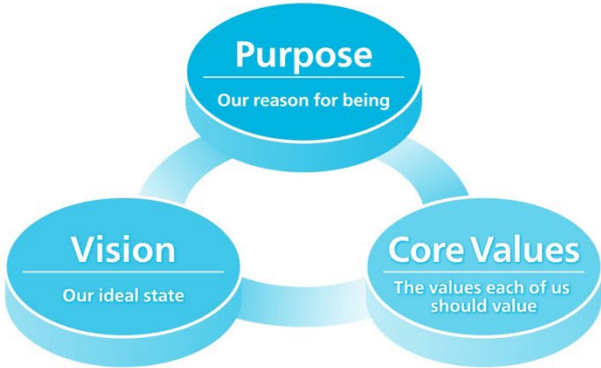 Purpose
Our reason for being
Vision
Our ideal state
Core Values
The values each of us
should value